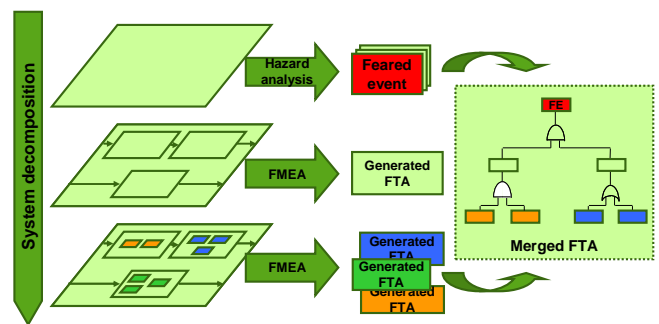 System decomposition
Hazard
analysis
Feared
event
FE
FMEA
Generated
FTA
Merged FTA
FMEA
Generated
FTA
Generated
FTA
Generated
FTA